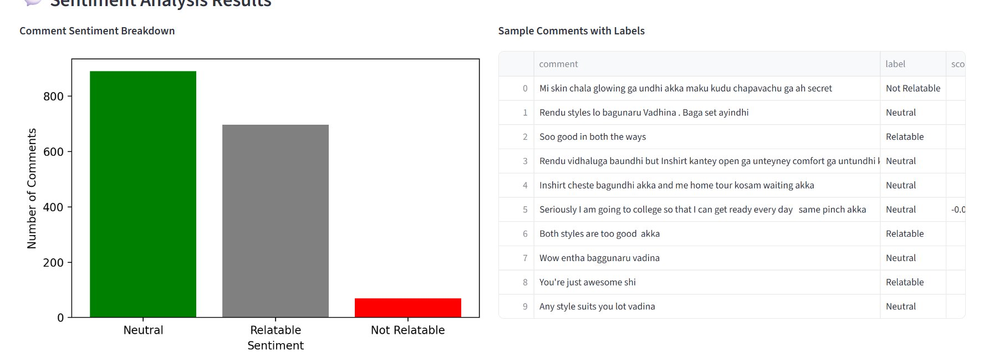 Sentiment Analysis Results
Comment Sentiment Breakdown
Number of Comments
800
600
400
200
0
Neutral Relatable Not Relatable
Sentiment
Sample Comments with Labels
comment label sco
0 Mi skin chala glowing ga undhi akka maku kudu chapavachu ga ah secret Not Relatable
1 Rendu styles lo bagunaru Vadhina . Baga set ayindhi Neutral
2 Soo good in both the ways Relatable
3 Rendu vidhaluga baundhi but Inshirt kantey open ga unteyney comfort ga untundhi Neutral
4 Inshirt cheste bagundhi akka and me home tour kosam waiting akka Neutral
5 Seriously I am going to college so that I can get ready every day same pinch akka Neutral -0.0
6 Both styles are too good akka Relatable
7 Wow entha baggunaru vadina Neutral
8 You're just awesome shi Relatable
9 Any style suits you lot vadina Neutral